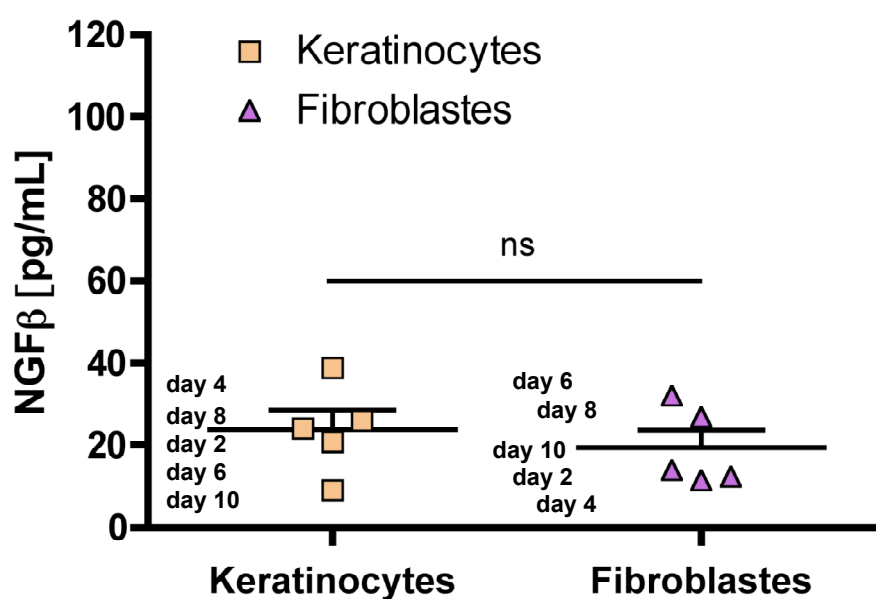 NGFβ [pg/mL]
120
100
80
60
40
20
0
Keratinocytes
Fibroblastes
ns
day 4
day 8
day 2
day 6
day 10
day 6
day 8
day 10
day 2
day 4
Keratinocytes
Fibroblastes